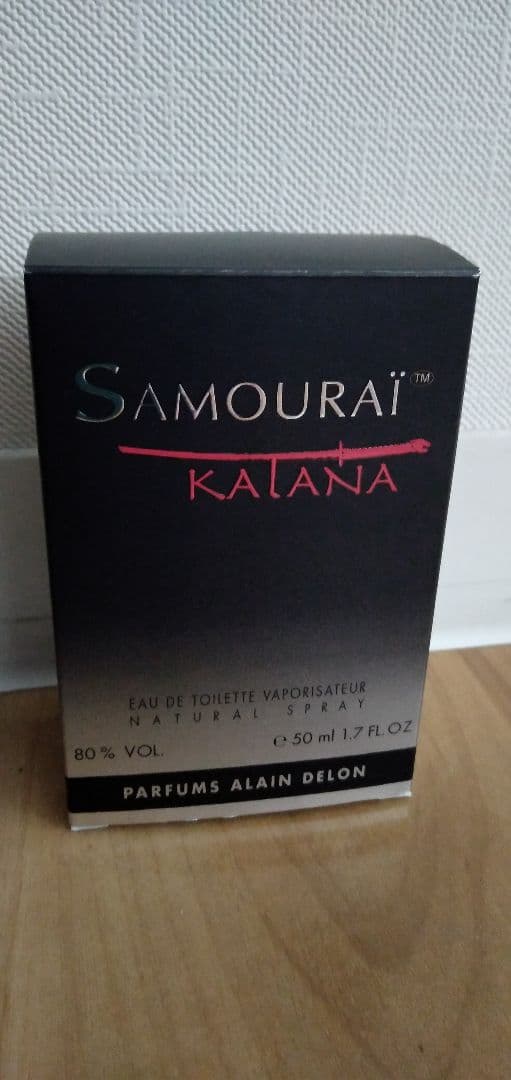 SAMOURAÏ™
KATANA
EAU DE TOILETTE VAPORISATEUR
NATURAL SPRAY
80% VOL. ℮ 50 ml 1.7 FL.OZ
PARFUMS ALAIN DELON